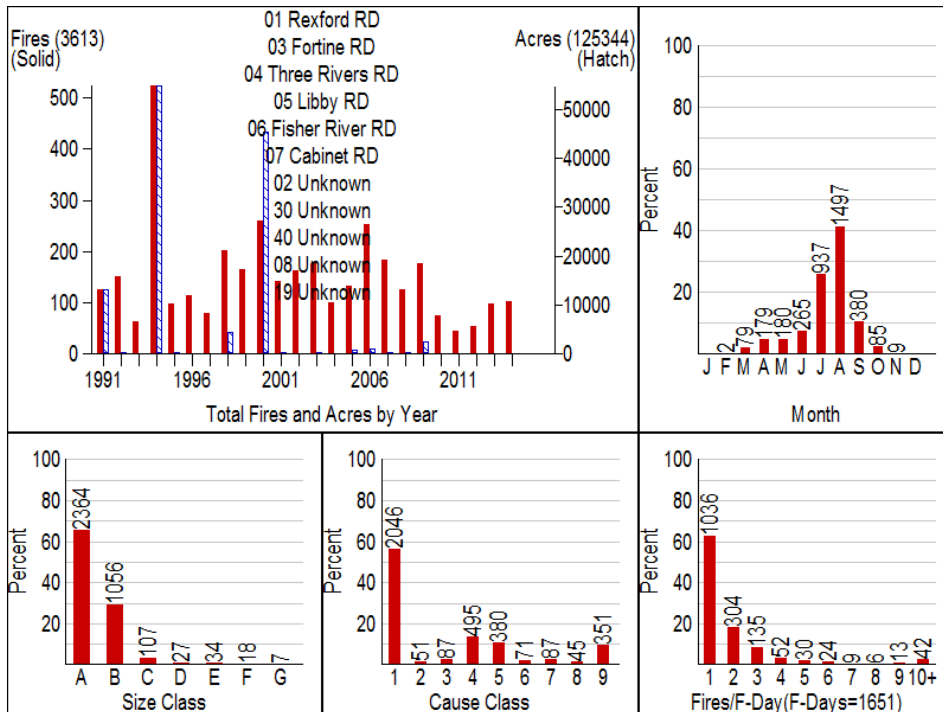 Fires (3613)
(Solid)
01 Rexford RD
03 Fortine RD
04 Three Rivers RD
05 Libby RD
06 Fisher River RD
07 Cabinet RD
02 Unknown
30 Unknown
40 Unknown
08 Unknown
19 Unknown
Acres (125344)
(Hatch)
500
400
300
200
100
0
50000
40000
30000
20000
10000
0
1991 1996 2001 2006 2011
Total Fires and Acres by Year
100
80
60
40
20
Percent
2 79 179 180 265 937 1497 380 85 9
J F M A M J J A S O N D
Month
100
80
60
40
20
Percent
2364 1056 107 27 34 18 7
A B C D E F G
Size Class
100
80
60
40
20
Percent
2046 51 87 495 380 71 87 45 351
1 2 3 4 5 6 7 8 9
Cause Class
100
80
60
40
20
Percent
1036 304 135 52 30 24 9 6 13 42
1 2 3 4 5 6 7 8 9 10+
Fires/F-Day(F-Days=1651)